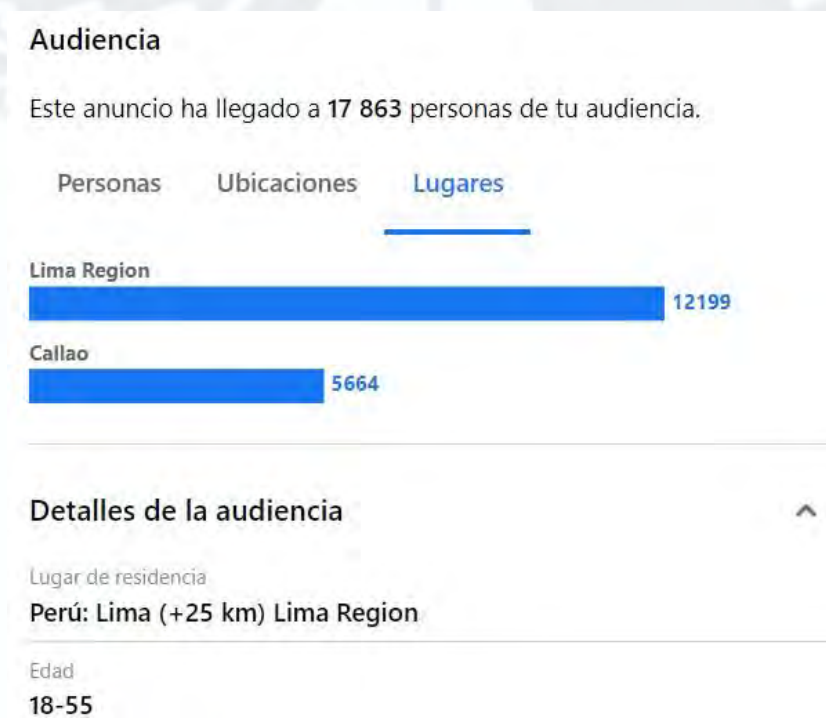 Audiencia
Este anuncio ha llegado a 17 863 personas de tu audiencia.
Personas Ubicaciones Lugares
Lima Region
12199
Callao
5664
Detalles de la audiencia
Lugar de residencia
Perú: Lima (+25 km) Lima Region
Edad
18-55